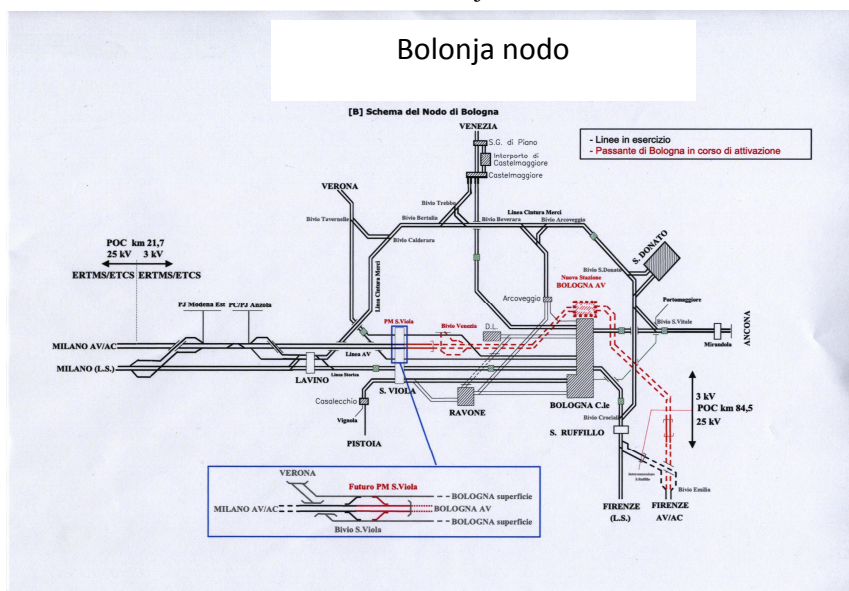 Bolonja nodo
[B] Schema del Nodo di Bologna
VENEZIA
- Linee in esercizio
- Passante di Bologna in corso di attivazione
S.G. di Piano
Interporto di
Castelmaggiore
Castelmaggiore
VERONA
Bivio Trebbo
Bivio Tavernelle
Bivio Bertalia
Bivio Beverara
Linea Cintura Merci
Bivio Arcoveggio
Bivio Calderara
S. DONATO
POC km 21,7
25 kV
3 kV
ERTMS/ETCS
ERTMS/ETCS
Linea Cintura Merci
Bivio S.Donato
Nuova Stazione
BOLOGNA AV
Arcoveggio
Portomaggiore
PJ Modena Est
PC/PJ Anzola
PM S.Viola
Bivio Venezia
D.L.
Bivio S.Vitale
ANCONA
Mirandola
MILANO AV/AC
Linea AV
MILANO (L.S.)
LAVINO
Linea Storica
S. VIOLA
Casalecchio
Vignola
PISTOIA
RAVONE
BOLOGNA C.le
3 kV
POC km 84,5
25 kV
Bivio Crociali
S. RUFFILLO
Bivio Emilia
FIRENZE
(L.S.)
FIRENZE
AV/AC
VERONA
Futuro PM S.Viola
BOLOGNA superficie
MILANO AV/AC
BOLOGNA AV
BOLOGNA superficie
Bivio S.Viola